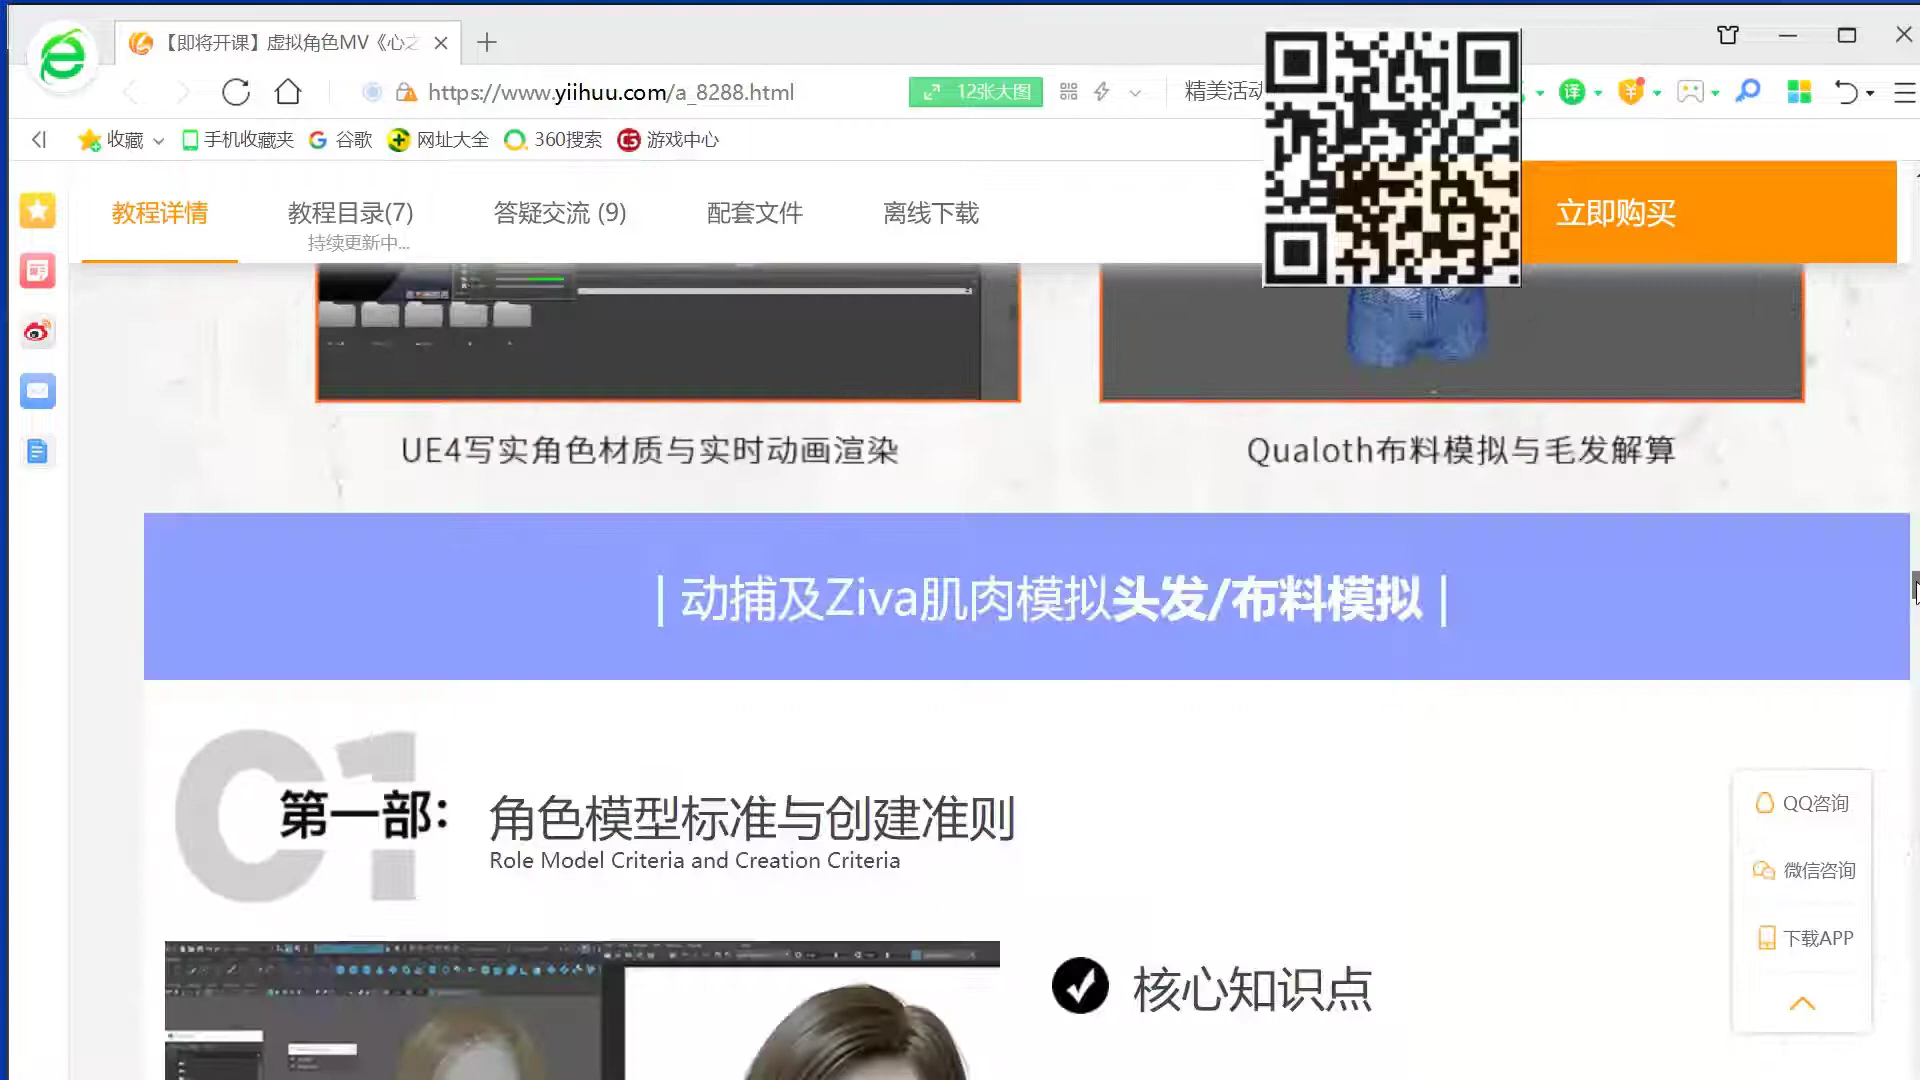 【即将开课】虚拟角色MV《心之
https://www.yiihuu.com/a_8288.html
12张大图
精美活动
译
收藏
手机收藏夹
谷歌
网址大全
360搜索
游戏中心
教程详情
教程目录(7)
持续更新中...
答疑交流 (9)
配套文件
离线下载
立即购买
UE4写实角色材质与实时动画渲染
Qualoth布料模拟与毛发解算
| 动捕及Ziva肌肉模拟头发/布料模拟 |
01
第一部:
角色模型标准与创建准则
Role Model Criteria and Creation Criteria
核心知识点
QQ咨询
微信咨询
下载APP